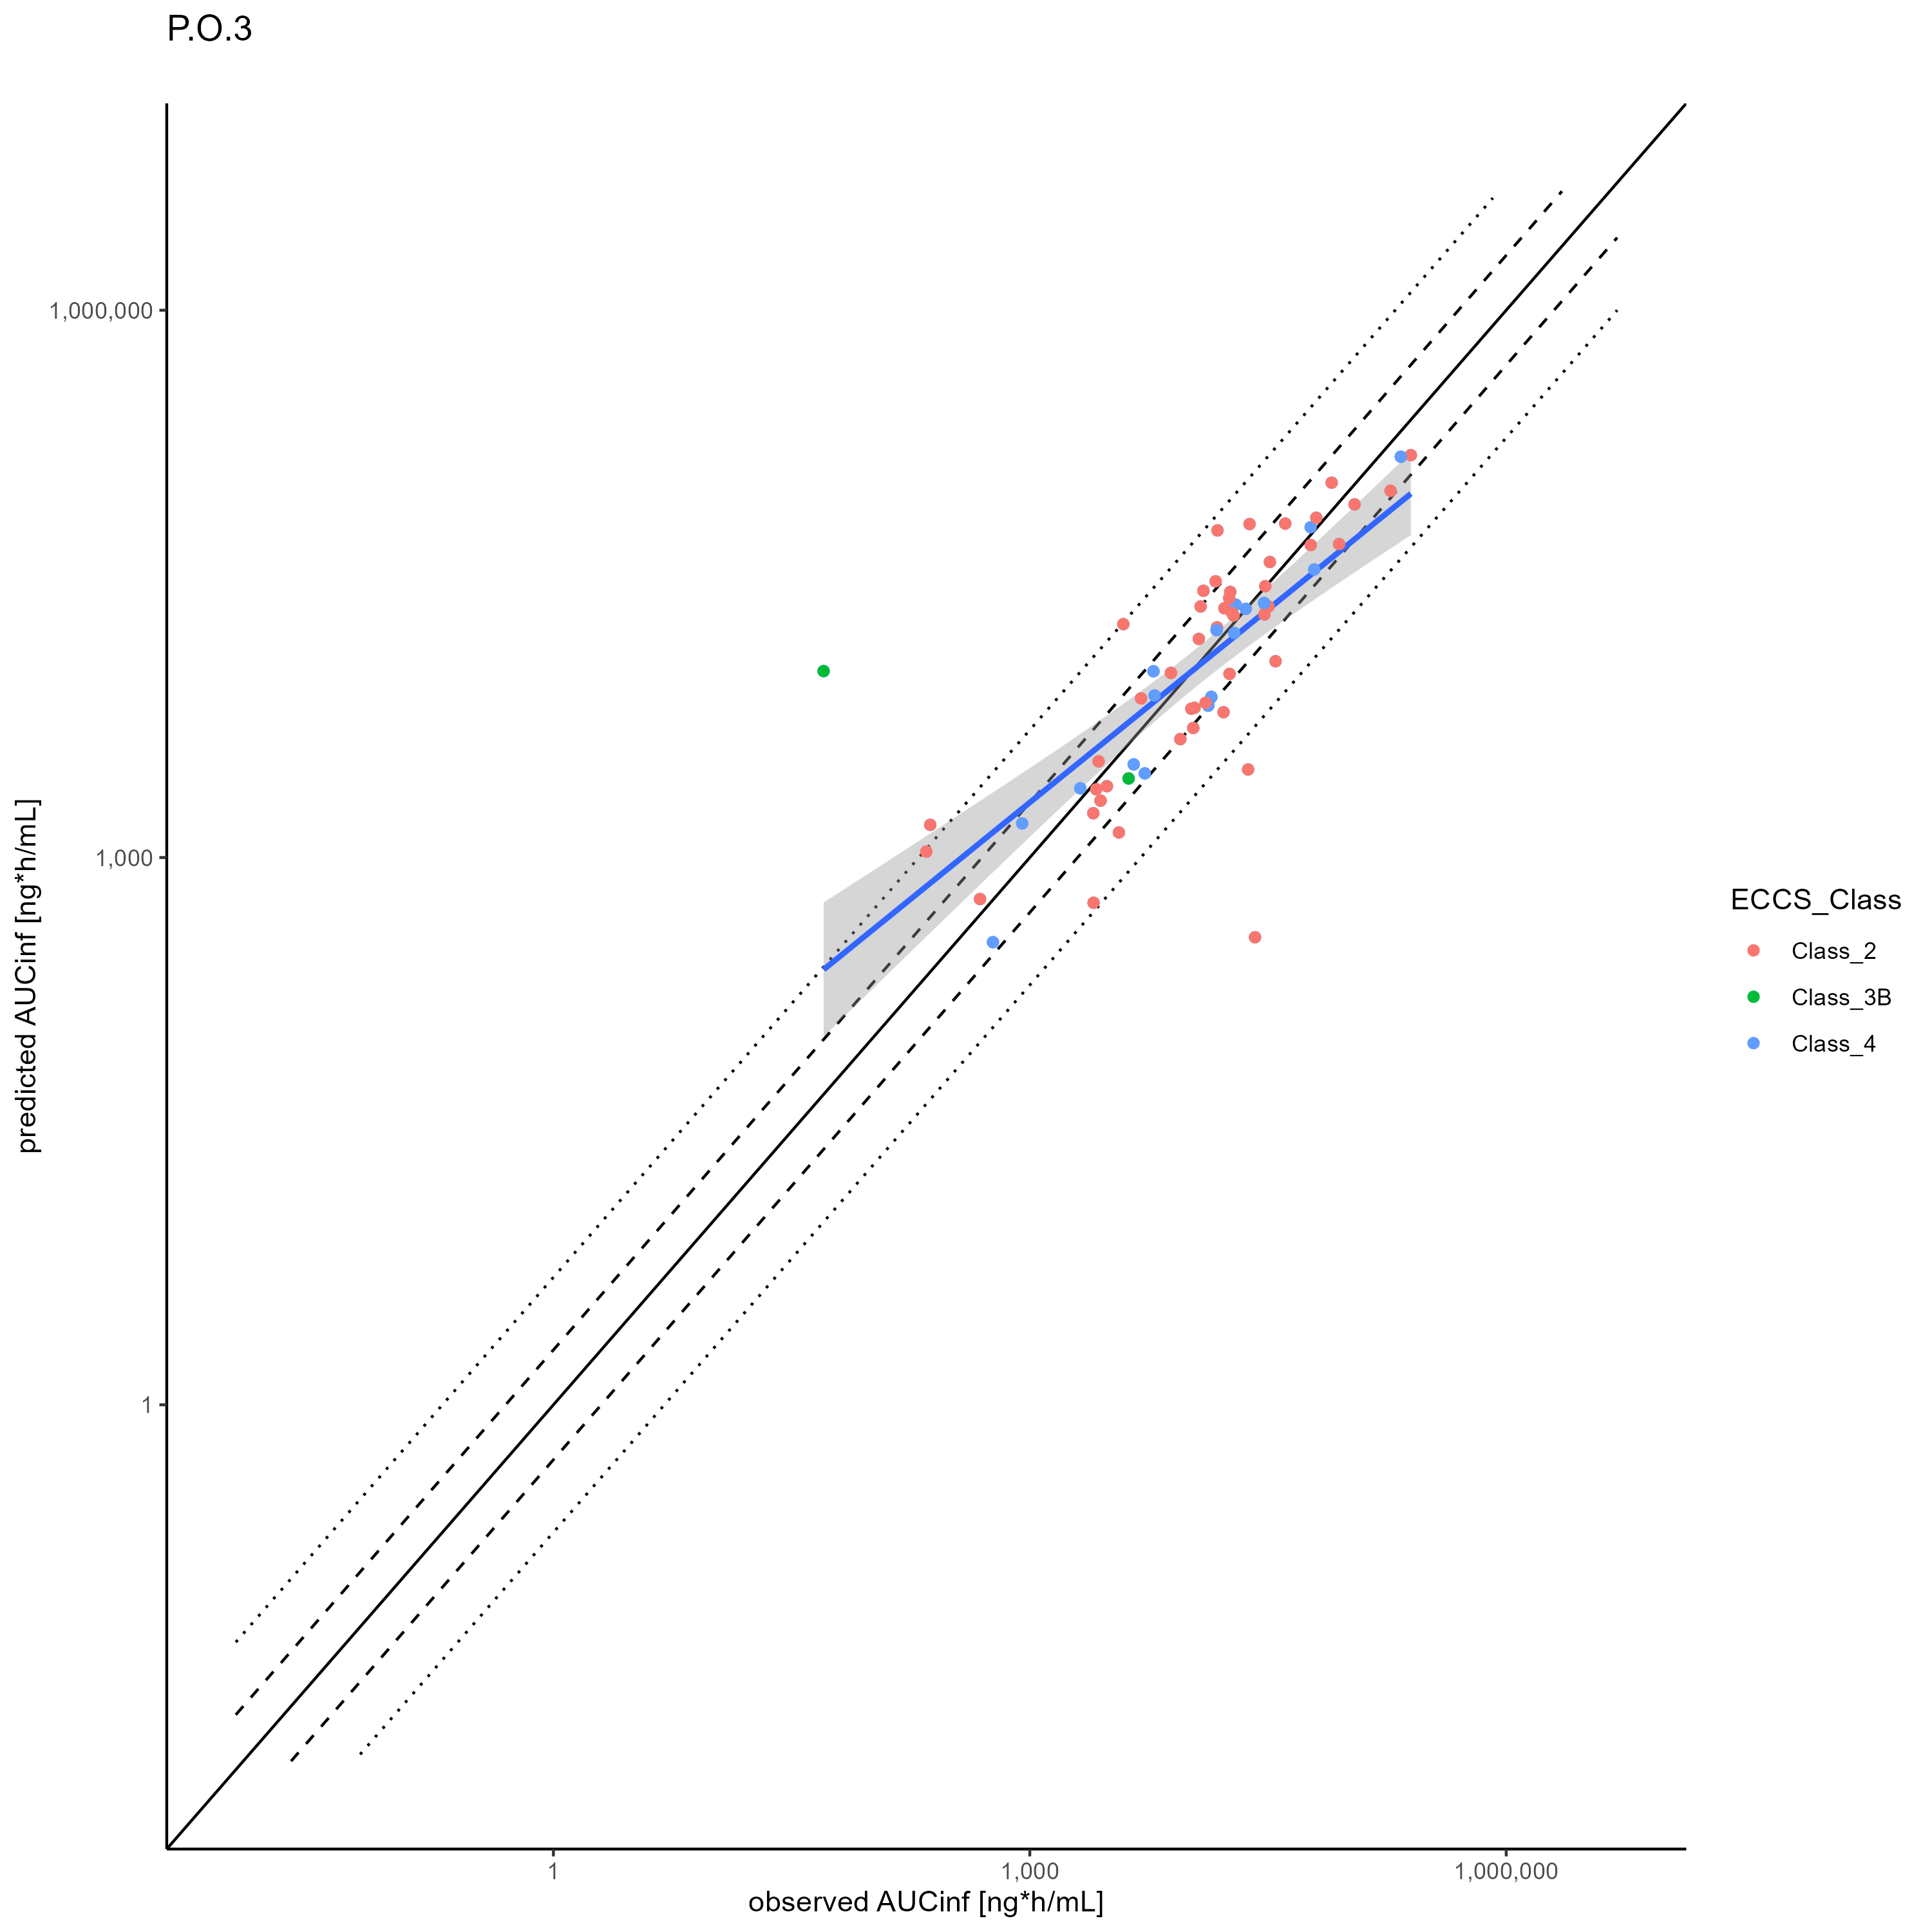 P.O.3
1,000,000
1,000
1
predicted AUCinf [ng*h/mL]
1
1,000
1,000,000
observed AUCinf [ng*h/mL]
ECCS_Class
Class_2
Class_3B
Class_4